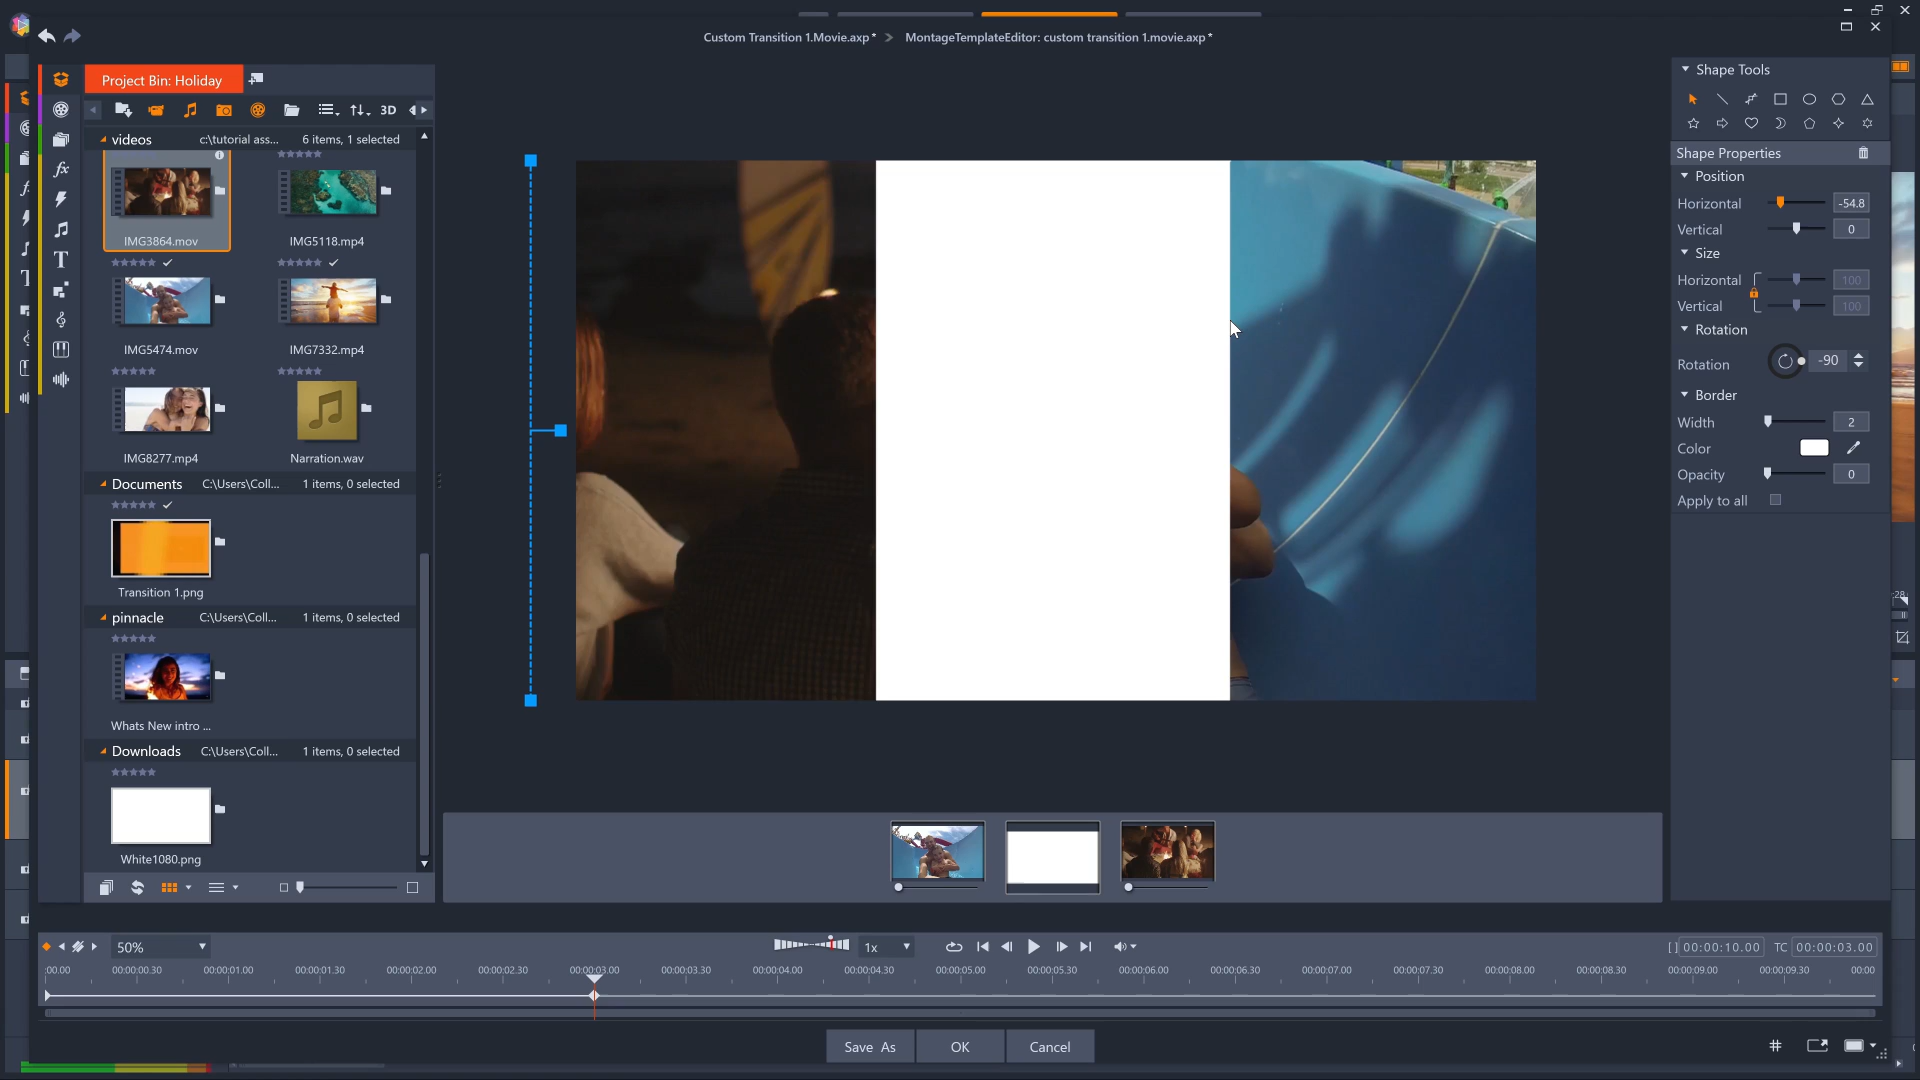 Custom Transition 1.Movie.axp* > MontageTemplateEditor: custom transition 1.movie.axp*
Project Bin: Holiday
3D
videos c:\tutorial ass... 6 items, 1 selected
IMG3864.mov IMG5118.mp4
IMG5474.mov IMG7332.mp4
IMG8277.mp4 Narration.wav
Documents C:\Users\Coll... 1 items, 0 selected
Transition 1.png
pinnacle C:\Users\Coll... 1 items, 0 selected
Whats New intro ...
Downloads C:\Users\Coll... 1 items, 0 selected
White1080.png
Shape Tools
Shape Properties
Position
Horizontal -54.8
Vertical 0
Size
Horizontal 100
Vertical 100
Rotation
Rotation -90
Border
Width 2
Color
Opacity 0
Apply to all
50% 1x [] 00:00:10.00 TC 00:00:03.00
:00.00 00:00:00.30 00:00:01.00 00:00:01.30 00:00:02.00 00:00:02.30 00:00:03.00 00:00:03.30 00:00:04.00 00:00:04.30 00:00:05.00 00:00:05.30 00:00:06.00 00:00:06.30 00:00:07.00 00:00:07.30 00:00:08.00 00:00:08.30 00:00:09.00 00:00:09.30 00:00
Save As OK Cancel